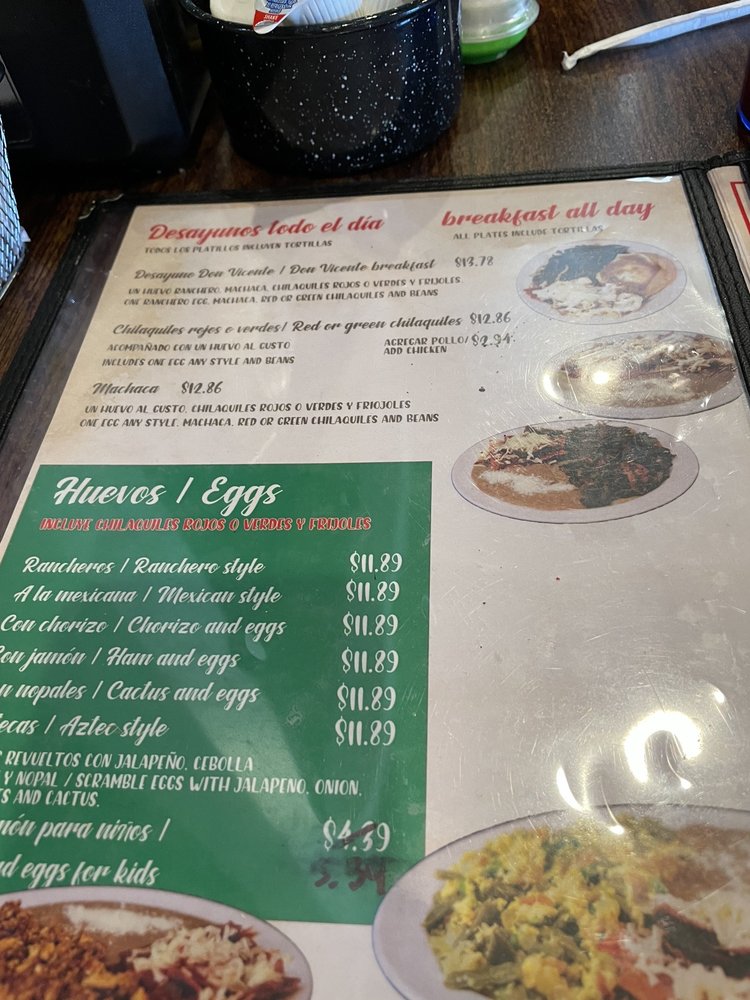 Desayunos todo el día
breakfast all day
TODOS LOS PLATILLOS INCLUYEN TORTILLAS
ALL PLATES INCLUDE TORTILLAS
Desayuno Don Vicente / Don Vicente breakfast $13.78
UN HUEVO RANCHERO, MACHACA, CHILAQUILES ROJOS O VERDES Y FRIJOLES.
ONE RANCHERO EGG, MACHACA, RED OR GREEN CHILAQUILES AND BEANS
Chilaquiles rojos o verdes/ Red or green chilaquiles $12.86
ACOMPAÑADO CON UN HUEVO AL GUSTO
INCLUDES ONE EGG ANY STYLE AND BEANS
AGREGAR POLLO/ $2.94
ADD CHICKEN
Machaca $12.86
UN HUEVO AL GUSTO, CHILAQUILES ROJOS O VERDES Y FRIOJOLES
ONE EGG ANY STYLE, MACHACA, RED OR GREEN CHILAQUILES AND BEANS
Huevos / Eggs
INCLUYE CHILAQUILES ROJOS O VERDES Y FRIJOLES
Rancheros / Ranchero style $11.89
A la mexicana / Mexican style $11.89
Con chorizo / Chorizo and eggs $11.89
Con jamón / Ham and eggs $11.89
nopales / Cactus and eggs $11.89
/ Aztec style $11.89
REVUELTOS CON JALAPEÑO, CEBOLLA
Y NOPAL / SCRAMBLE EGGS WITH JALAPENO, ONION,
AND CACTUS.
para niños / $4.39
eggs for kids 5.34